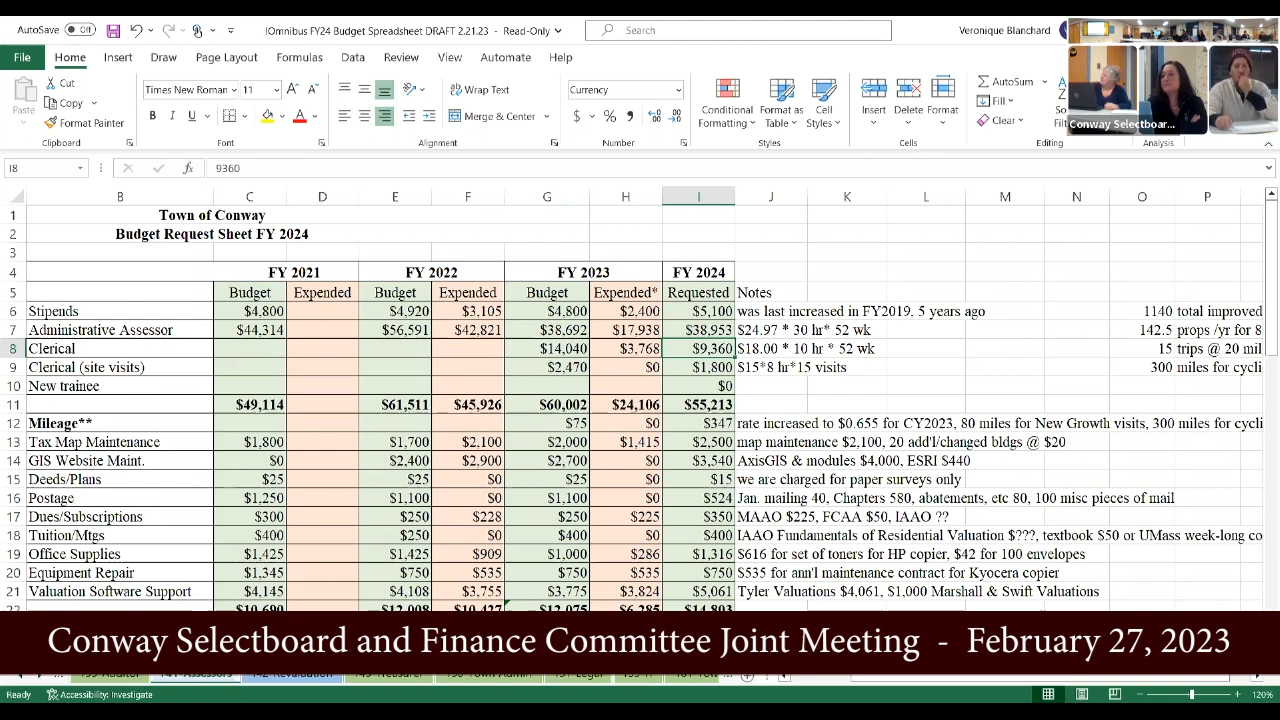 AutoSave Off IOmnibus FY24 Budget Spreadsheet DRAFT 2.21.23 - Read-Only Search Veronique Blanchard
File Home Insert Draw Page Layout Formulas Data Review View Automate Help
Paste Cut Copy Format Painter Clipboard
Times New Roman 11 B I U Font
Wrap Text Merge & Center Alignment
Currency $ % Number
Conditional Formatting Format as Table Cell Styles Styles
Insert Delete Format Cells
AutoSum Fill Clear Editing Analysis
Conway Selectboar...
I8 fx 9360
B C D E F G H I J K L M N O P
1 Town of Conway
2 Budget Request Sheet FY 2024
3
4 FY 2021 FY 2022 FY 2023 FY 2024
5 Budget Expended Budget Expended Budget Expended* Requested Notes
6 Stipends $4,800 $4,920 $3,105 $4,800 $2,400 $5,100 was last increased in FY2019, 5 years ago 1140 total improved
7 Administrative Assessor $44,314 $56,591 $42,821 $38,692 $17,938 $38,953 $24.97 * 30 hr* 52 wk 142.5 props /yr for 8
8 Clerical $14,040 $3,768 $9,360 $18.00 * 10 hr * 52 wk 15 trips @ 20 mil
9 Clerical (site visits) $2,470 $0 $1,800 $15*8 hr*15 visits 300 miles for cycli
10 New trainee $0
11 $49,114 $61,511 $45,926 $60,002 $24,106 $55,213
12 Mileage** $75 $0 $347 rate increased to $0.655 for CY2023, 80 miles for New Growth visits, 300 miles for cycli
13 Tax Map Maintenance $1,800 $1,700 $2,100 $2,000 $1,415 $2,500 map maintenance $2,100, 20 add'l/changed bldgs @ $20
14 GIS Website Maint. $0 $2,400 $2,900 $2,700 $0 $3,540 AxisGIS & modules $4,000, ESRI $440
15 Deeds/Plans $25 $25 $0 $25 $0 $15 we are charged for paper surveys only
16 Postage $1,250 $1,100 $0 $1,100 $0 $524 Jan. mailing 40, Chapters 580, abatements, etc 80, 100 misc pieces of mail
17 Dues/Subscriptions $300 $250 $228 $250 $225 $350 MAAO $225, FCAA $50, IAAO ??
18 Tuition/Mtgs $400 $250 $0 $400 $0 $400 IAAO Fundamentals of Residential Valuation $???, textbook $50 or UMass week-long co
19 Office Supplies $1,425 $1,425 $909 $1,000 $286 $1,316 $616 for set of toners for HP copier, $42 for 100 envelopes
20 Equipment Repair $1,345 $750 $535 $750 $535 $750 $535 for ann'l maintenance contract for Kyocera copier
21 Valuation Software Support $4,145 $4,108 $3,755 $3,775 $3,824 $5,061 Tyler Valuations $4,061, $1,000 Marshall & Swift Valuations
22 $10,690 $12,008 $10,427 $12,075 $6,285 $14,803
Conway Selectboard and Finance Committee Joint Meeting - February 27, 2023
Ready Accessibility: Investigate 120%